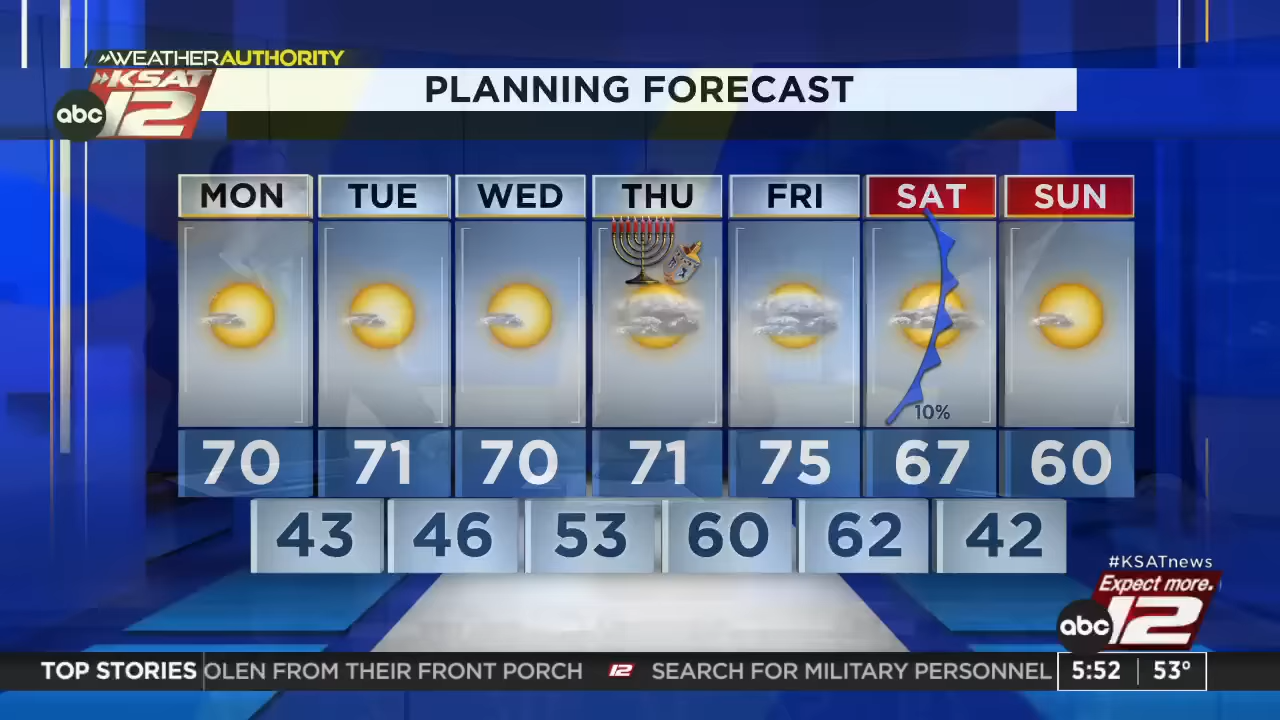 WEATHERAUTHORITY
KSAT
abc 12
PLANNING FORECAST
MON TUE WED THU FRI SAT SUN
10%
70 71 70 71 75 67 60
43 46 53 60 62 42
#KSATnews
Expect more.
abc 12
TOP STORIES OLEN FROM THEIR FRONT PORCH 12 SEARCH FOR MILITARY PERSONNEL 5:52 53°